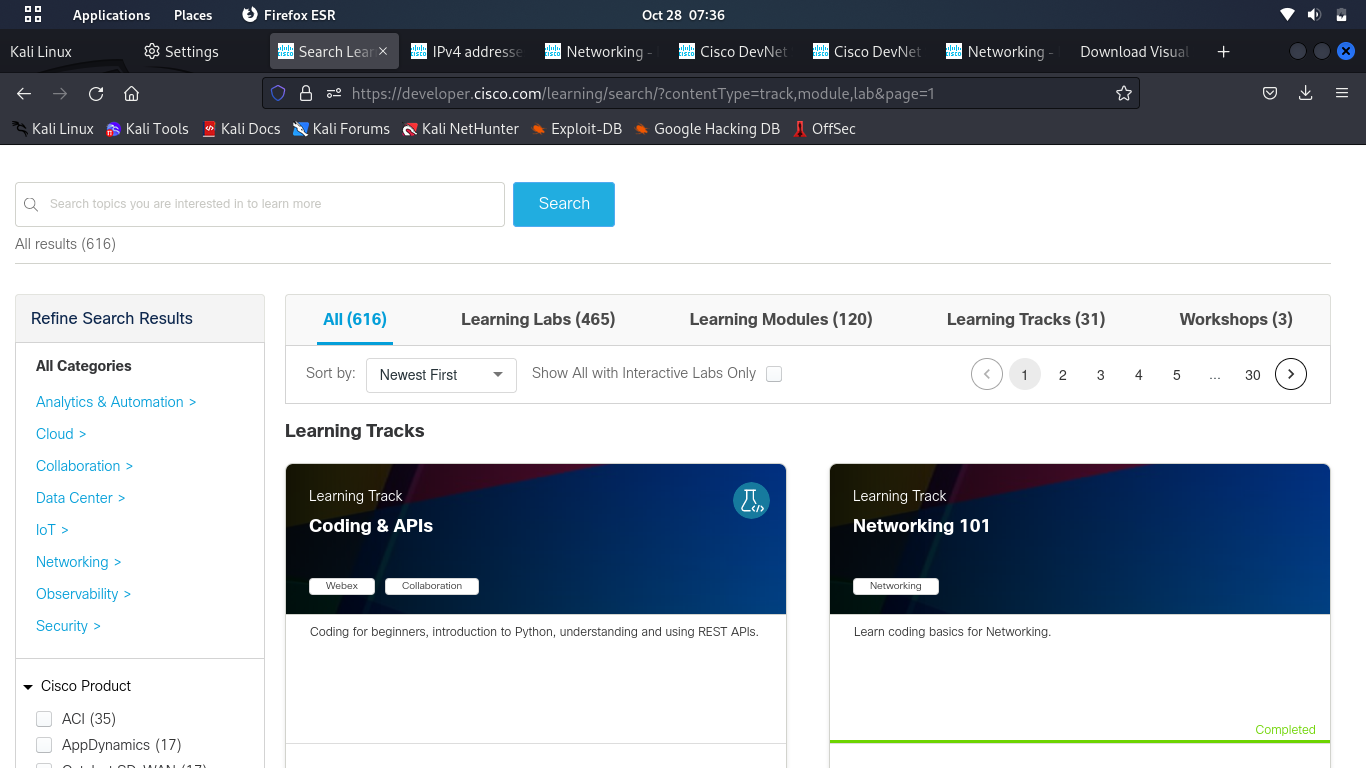 Applications Places Firefox ESR Oct 28 07:36
Kali Linux Settings Search Lear IPv4 addresse Networking - Cisco DevNet Cisco DevNet Networking - Download Visual
https://developer.cisco.com/learning/search/?contentType=track,module,lab&page=1
Kali Linux Kali Tools Kali Docs Kali Forums Kali NetHunter Exploit-DB Google Hacking DB OffSec
Search topics you are interested in to learn more Search
All results (616)
Refine Search Results
All Categories
Analytics & Automation >
Cloud >
Collaboration >
Data Center >
IoT >
Networking >
Observability >
Security >
Cisco Product
ACI (35)
AppDynamics (17)
Catalyst SD-WAN (17)
All (616) Learning Labs (465) Learning Modules (120) Learning Tracks (31) Workshops (3)
Sort by: Newest First Show All with Interactive Labs Only < 1 2 3 4 5 ... 30 >
Learning Tracks
Learning Track
Coding & APIs
Webex Collaboration
Coding for beginners, introduction to Python, understanding and using REST APIs.
Learning Track
Networking 101
Networking
Learn coding basics for Networking.
Completed